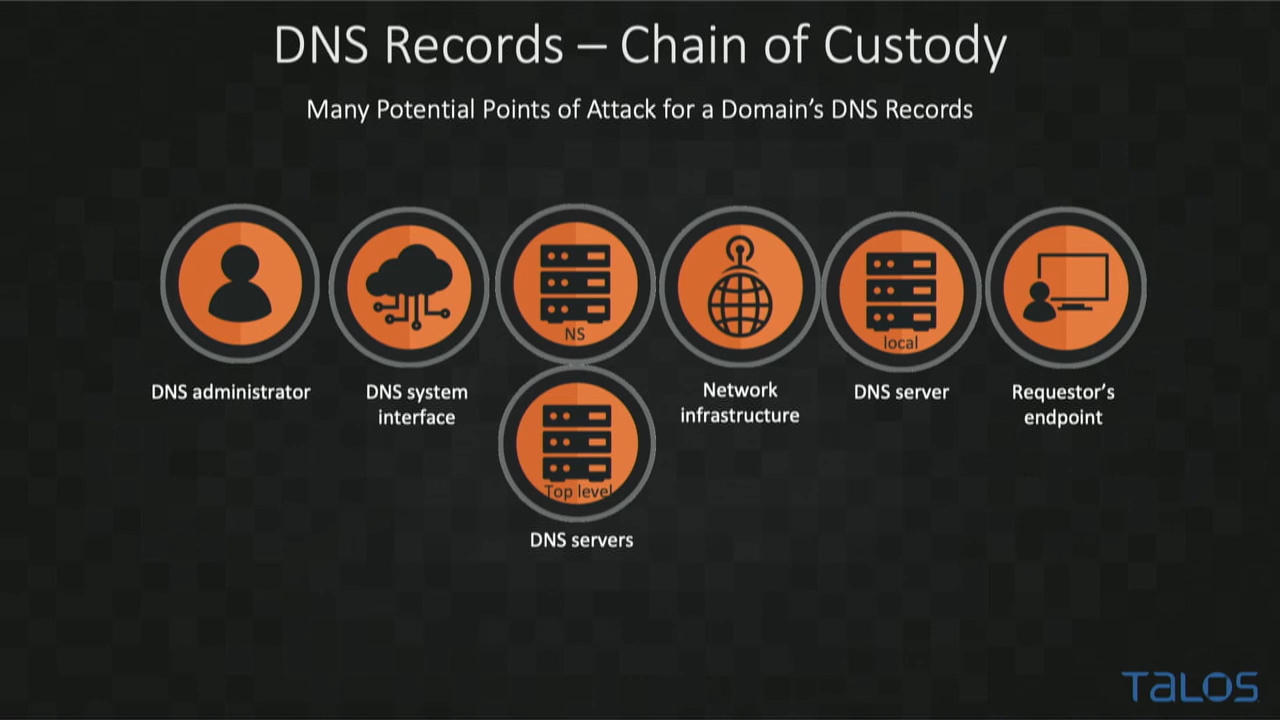 DNS Records – Chain of Custody
Many Potential Points of Attack for a Domain's DNS Records
NS
local
DNS administrator
DNS system
interface
Network
infrastructure
DNS server
Requestor's
endpoint
Top level
DNS servers
TALOS